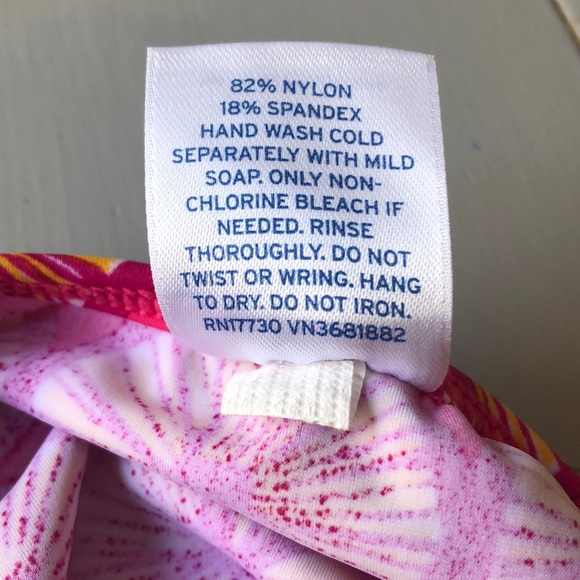 82% NYLON
18% SPANDEX
HAND WASH COLD
SEPARATELY WITH MILD
SOAP. ONLY NON-
CHLORINE BLEACH IF
NEEDED. RINSE
THOROUGHLY. DO NOT
TWIST OR WRING. HANG
TO DRY. DO NOT IRON.
RN17730 VN3681882